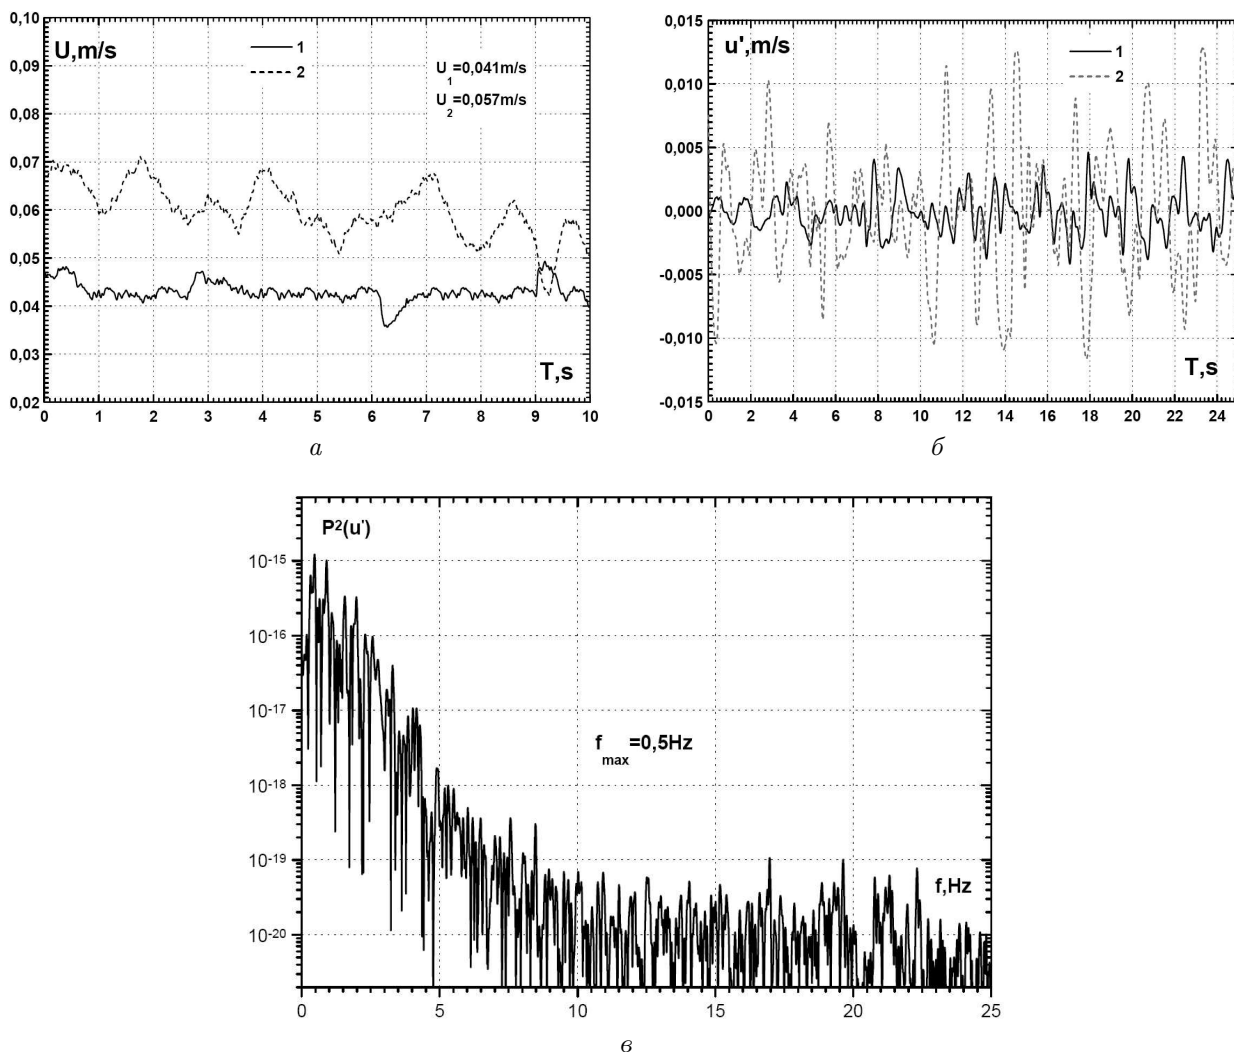 U,m/s
1
2
U₁=0,041m/s
U₂=0,057m/s
0,10
0,09
0,08
0,07
0,06
0,05
0,04
0,03
0,02
T,s
0 1 2 3 4 5 6 7 8 9 10
а
u',m/s
1
2
0,015
0,010
0,005
0,000
-0,005
-0,010
-0,015
T,s
0 2 4 6 8 10 12 14 16 18 20 22 24
б
P²(u')
10⁻¹⁵
10⁻¹⁶
10⁻¹⁷
10⁻¹⁸
10⁻¹⁹
10⁻²⁰
f_max=0,5Hz
f,Hz
0 5 10 15 20 25
в